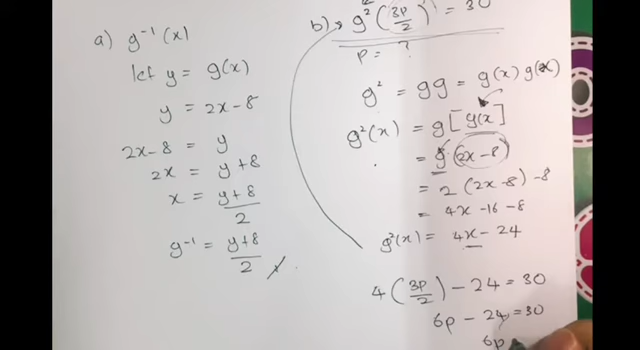 a) g⁻¹(x)
let y = g(x)
y = 2x-8
2x-8 = y
2x = y+8
x = y+8/2
g⁻¹ = y+8/2
b) g²(3P/2) = 30
P = ?
g² = gg = g(x) g(x)
g²(x) = g[g(x]
= g(2x-8)
= 2(2x-8)-8
= 4x-16-8
g²(x) = 4x-24
4(3P/2) - 24 = 30
6p - 24 = 30
6p